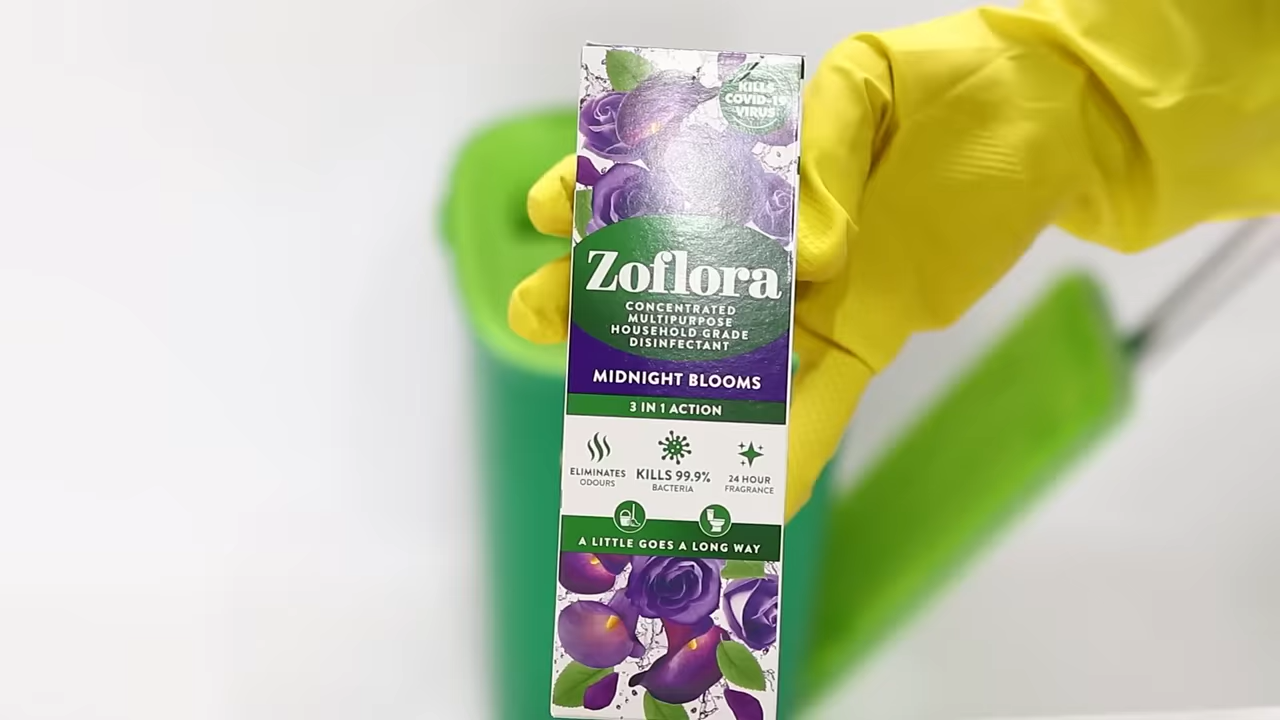 KILLS
COVID-19
VIRUS
Zoflora
CONCENTRATED
MULTIPURPOSE
HOUSEHOLD GRADE
DISINFECTANT
MIDNIGHT BLOOMS
3 IN 1 ACTION
ELIMINATES
ODOURS
KILLS 99.9%
BACTERIA
24 HOUR
FRAGRANCE
A LITTLE GOES A LONG WAY